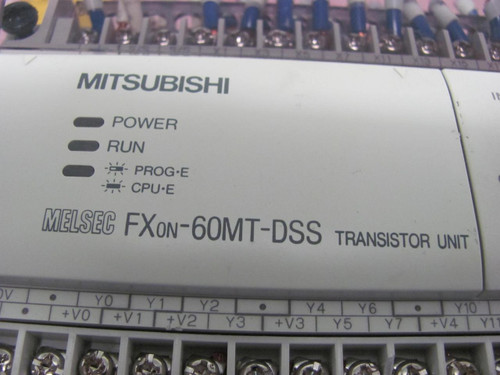 MITSUBISHI
POWER
RUN
PROG·E
CPU·E
MELSEC FX0N-60MT-DSS TRANSISTOR UNIT
0V • Y0 Y1 Y2 • Y4 Y6 • Y10
• +V0 +V1 +V2 Y3 +V3 Y5 Y7 +V4 Y11